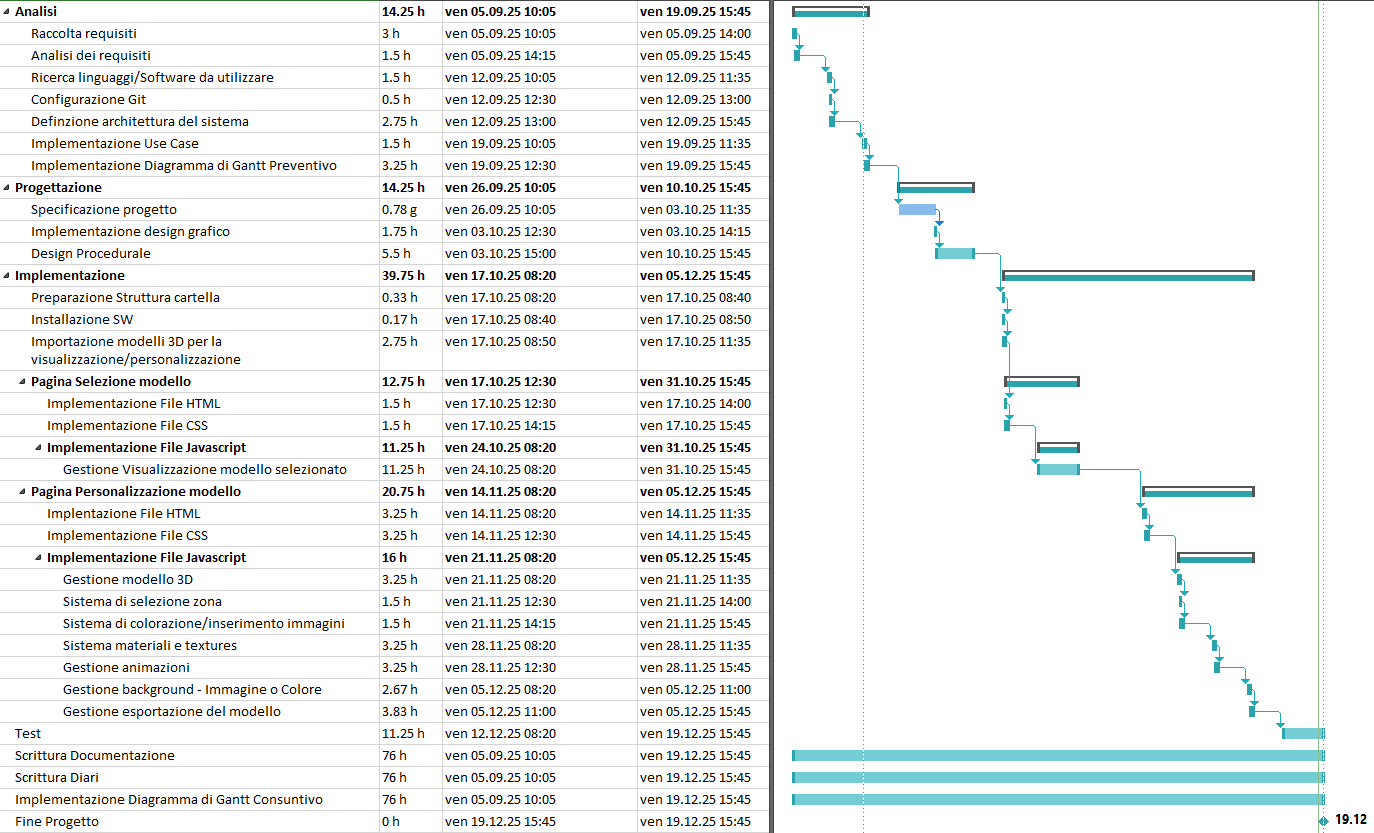 Analisi 14.25 h ven 05.09.25 10:05 ven 19.09.25 15:45
Raccolta requisiti 3 h ven 05.09.25 10:05 ven 05.09.25 14:00
Analisi dei requisiti 1.5 h ven 05.09.25 14:15 ven 05.09.25 15:45
Ricerca linguaggi/Software da utilizzare 1.5 h ven 12.09.25 10:05 ven 12.09.25 11:35
Configurazione Git 0.5 h ven 12.09.25 12:30 ven 12.09.25 13:00
Definzione architettura del sistema 2.75 h ven 12.09.25 13:00 ven 12.09.25 15:45
Implementazione Use Case 1.5 h ven 19.09.25 10:05 ven 19.09.25 11:35
Implementazione Diagramma di Gantt Preventivo 3.25 h ven 19.09.25 12:30 ven 19.09.25 15:45
Progettazione 14.25 h ven 26.09.25 10:05 ven 10.10.25 15:45
Specificazione progetto 0.78 g ven 26.09.25 10:05 ven 03.10.25 11:35
Implementazione design grafico 1.75 h ven 03.10.25 12:30 ven 03.10.25 14:15
Design Procedurale 5.5 h ven 03.10.25 15:00 ven 10.10.25 15:45
Implementazione 39.75 h ven 17.10.25 08:20 ven 05.12.25 15:45
Preparazione Struttura cartella 0.33 h ven 17.10.25 08:20 ven 17.10.25 08:40
Installazione SW 0.17 h ven 17.10.25 08:40 ven 17.10.25 08:50
Importazione modelli 3D per la 2.75 h ven 17.10.25 08:50 ven 17.10.25 11:35
visualizzazione/personalizzazione
Pagina Selezione modello 12.75 h ven 17.10.25 12:30 ven 31.10.25 15:45
Implementazione File HTML 1.5 h ven 17.10.25 12:30 ven 17.10.25 14:00
Implementazione File CSS 1.5 h ven 17.10.25 14:15 ven 17.10.25 15:45
Implementazione File Javascript 11.25 h ven 24.10.25 08:20 ven 31.10.25 15:45
Gestione Visualizzazione modello selezionato 11.25 h ven 24.10.25 08:20 ven 31.10.25 15:45
Pagina Personalizzazione modello 20.75 h ven 14.11.25 08:20 ven 05.12.25 15:45
Implentazione File HTML 3.25 h ven 14.11.25 08:20 ven 14.11.25 11:35
Implementazione File CSS 3.25 h ven 14.11.25 12:30 ven 14.11.25 15:45
Implementazione File Javascript 16 h ven 21.11.25 08:20 ven 05.12.25 15:45
Gestione modello 3D 3.25 h ven 21.11.25 08:20 ven 21.11.25 11:35
Sistema di selezione zona 1.5 h ven 21.11.25 12:30 ven 21.11.25 14:00
Sistema di colorazione/inserimento immagini 1.5 h ven 21.11.25 14:15 ven 21.11.25 15:45
Sistema materiali e textures 3.25 h ven 28.11.25 08:20 ven 28.11.25 11:35
Gestione animazioni 3.25 h ven 28.11.25 12:30 ven 28.11.25 15:45
Gestione background - Immagine o Colore 2.67 h ven 05.12.25 08:20 ven 05.12.25 11:00
Gestione esportazione del modello 3.83 h ven 05.12.25 11:00 ven 05.12.25 15:45
Test 11.25 h ven 12.12.25 08:20 ven 19.12.25 15:45
Scrittura Documentazione 76 h ven 05.09.25 10:05 ven 19.12.25 15:45
Scrittura Diari 76 h ven 05.09.25 10:05 ven 19.12.25 15:45
Implementazione Diagramma di Gantt Consuntivo 76 h ven 05.09.25 10:05 ven 19.12.25 15:45
Fine Progetto 0 h ven 19.12.25 15:45 ven 19.12.25 15:45 19.12